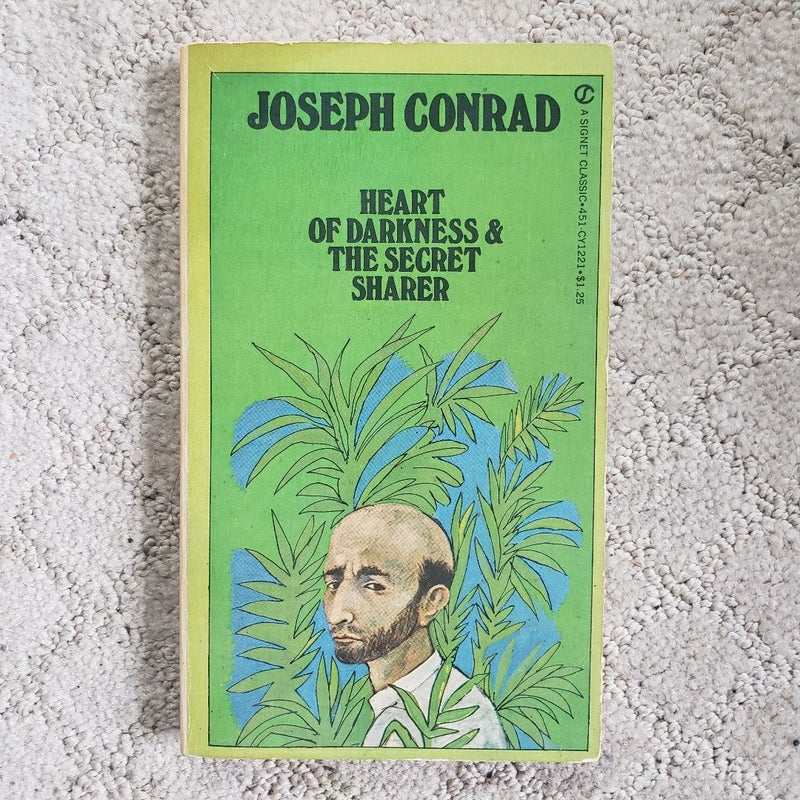 JOSEPH CONRAD
HEART
OF DARKNESS &
THE SECRET
SHARER
A SIGNET CLASSIC•451-CY1221•$1.25